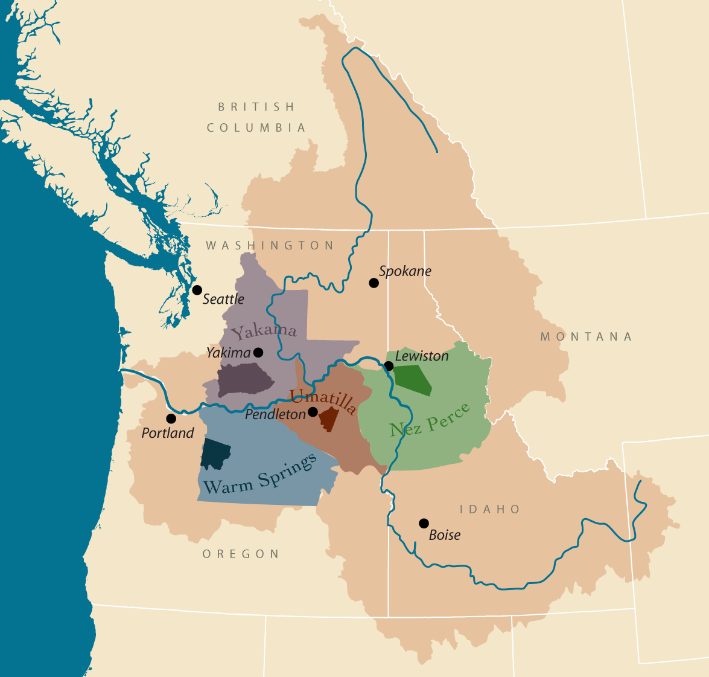 BRITISH
COLUMBIA
WASHINGTON
Spokane
Seattle
Yakama
MONTANA
Yakima
Lewiston
Umatilla
Pendleton
Nez Perce
Portland
Warm Springs
IDAHO
Boise
OREGON